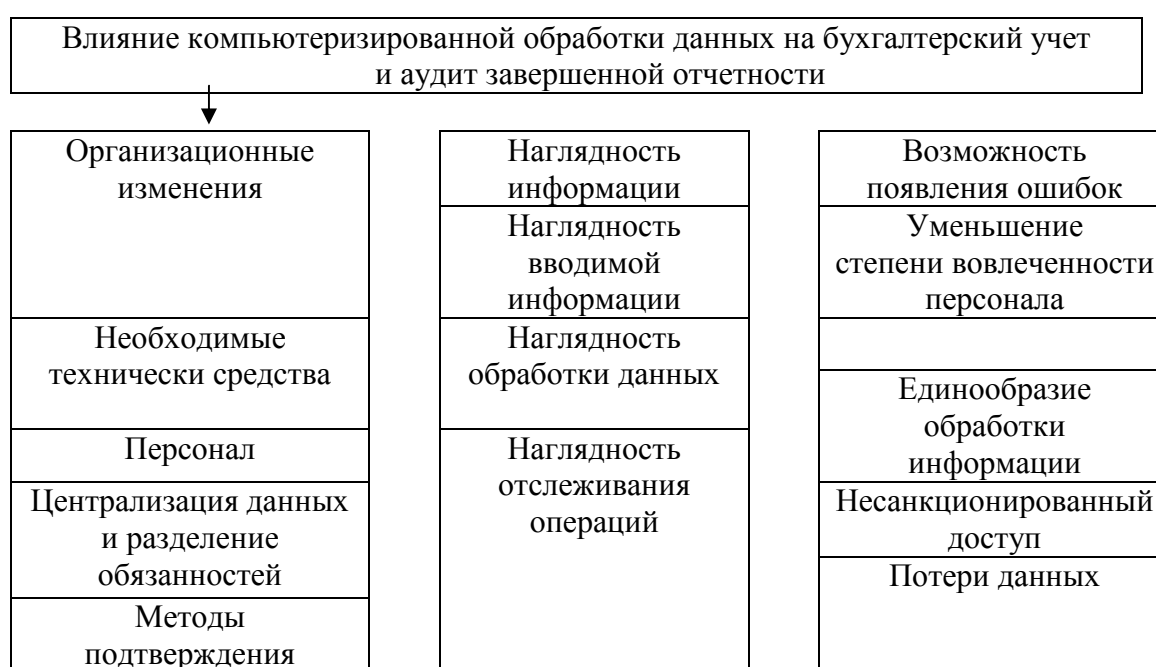 Влияние компьютеризированной обработки данных на бухгалтерский учет
и аудит завершенной отчетности
Организационные
изменения
Необходимые
технически средства
Персонал
Централизация данных
и разделение
обязанностей
Методы
подтверждения
Наглядность
информации
Наглядность
вводимой
информации
Наглядность
обработки данных
Наглядность
отслеживания
операций
Возможность
появления ошибок
Уменьшение
степени вовлеченности
персонала
Единообразие
обработки
информации
Несанкционированный
доступ
Потери данных